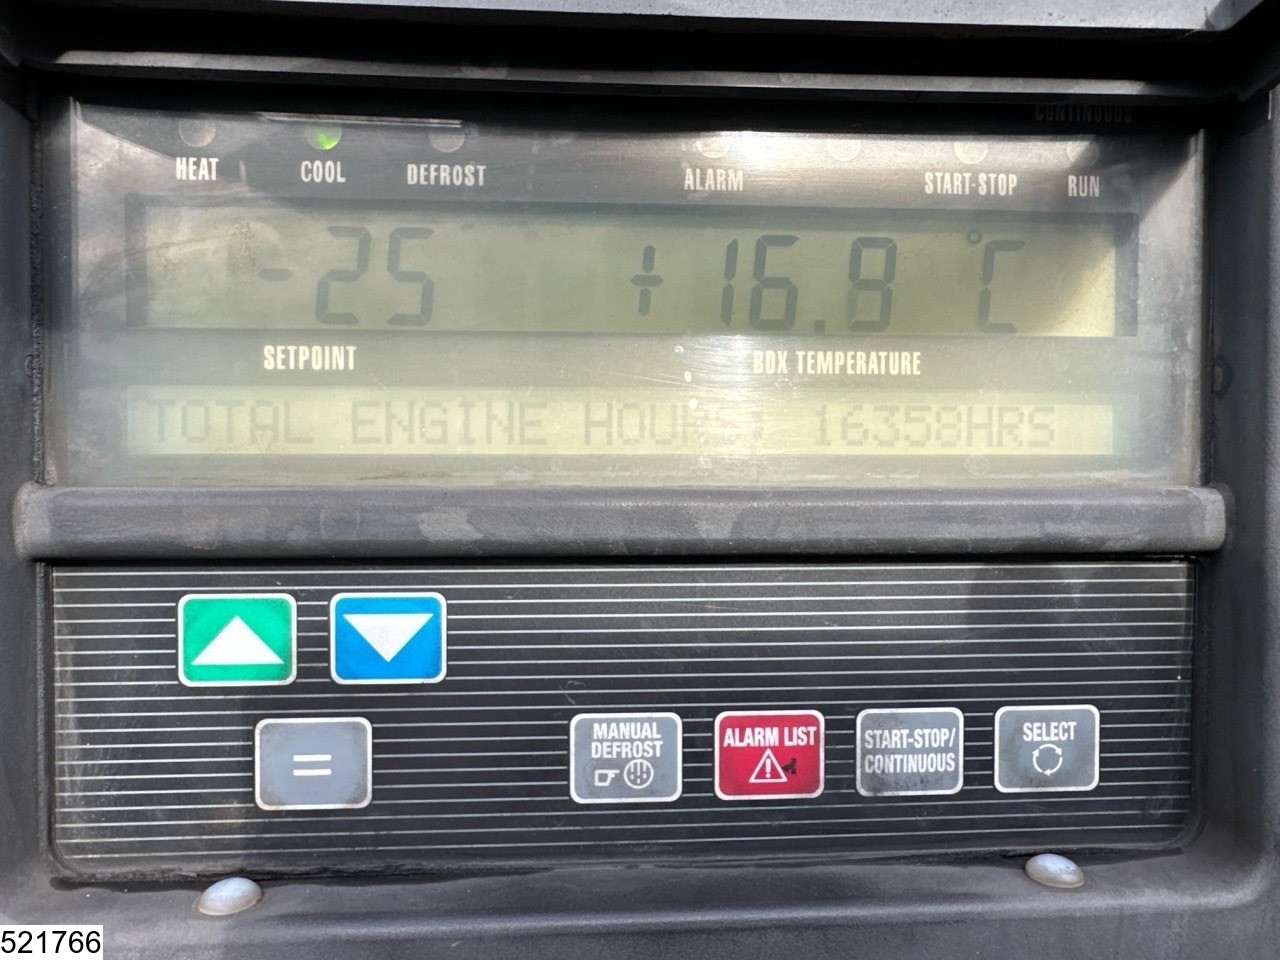 CONTINUOUS
HEAT COOL DEFROST ALARM START-STOP RUN
-25 +16.8 °C
SETPOINT BOX TEMPERATURE
TOTAL ENGINE HOURS: 16358HRS
=
MANUAL DEFROST
ALARM LIST
START-STOP/
CONTINUOUS
SELECT
521766